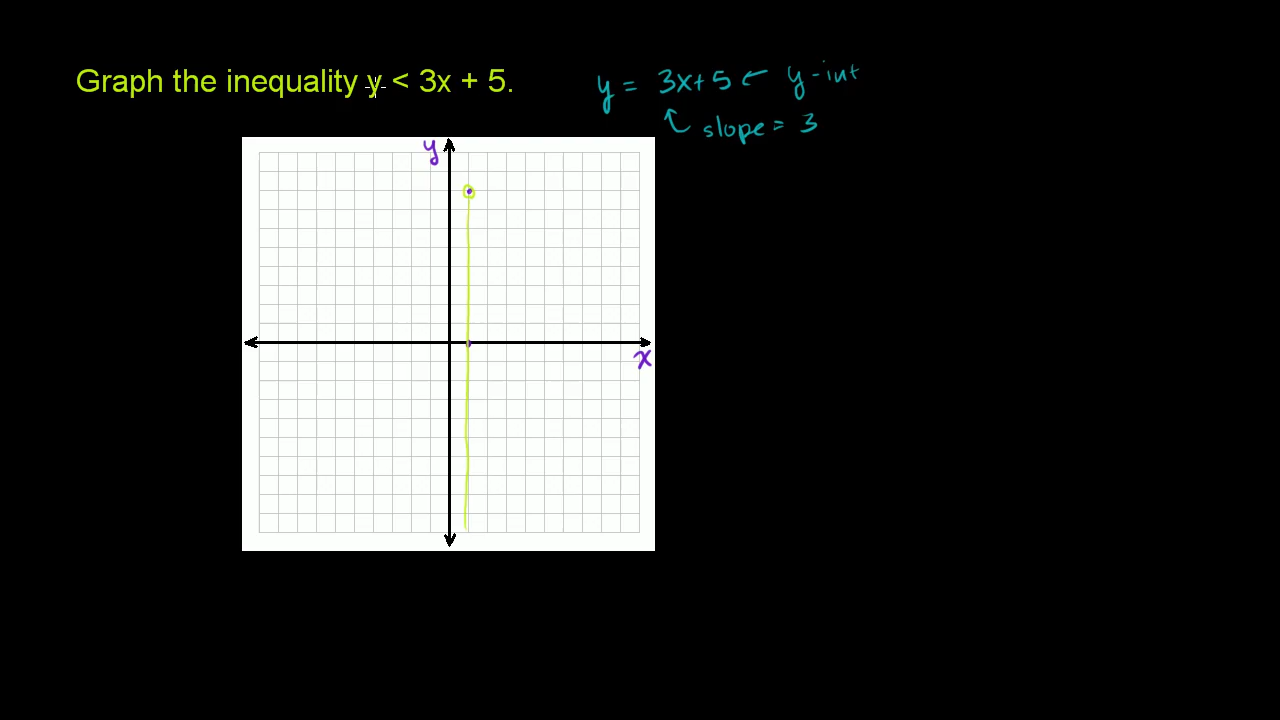 Graph the inequality y < 3x + 5.
y = 3x+5 ← y-int
slope = 3
y
x